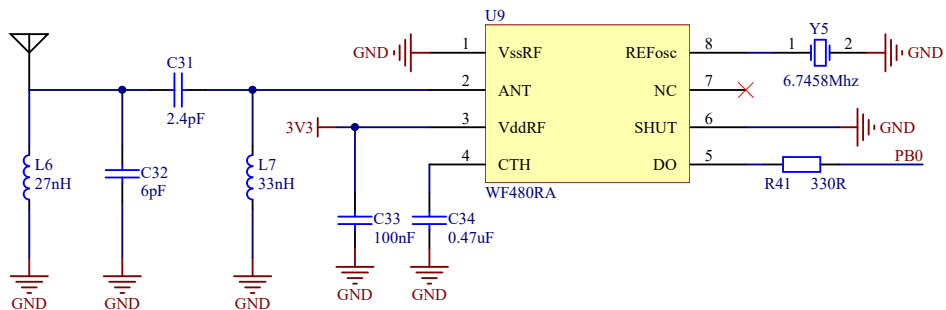 U9
Y5
GND
1
VssRF
REFosc
8
1
2
GND
C31
6.7458Mhz
2
ANT
NC
7
2.4pF
3V3
3
VddRF
SHUT
6
GND
L6
27nH
C32
6pF
L7
33nH
4
CTH
DO
5
PB0
WF480RA
R41
330R
C33
100nF
C34
0.47uF
GND
GND
GND
GND
GND